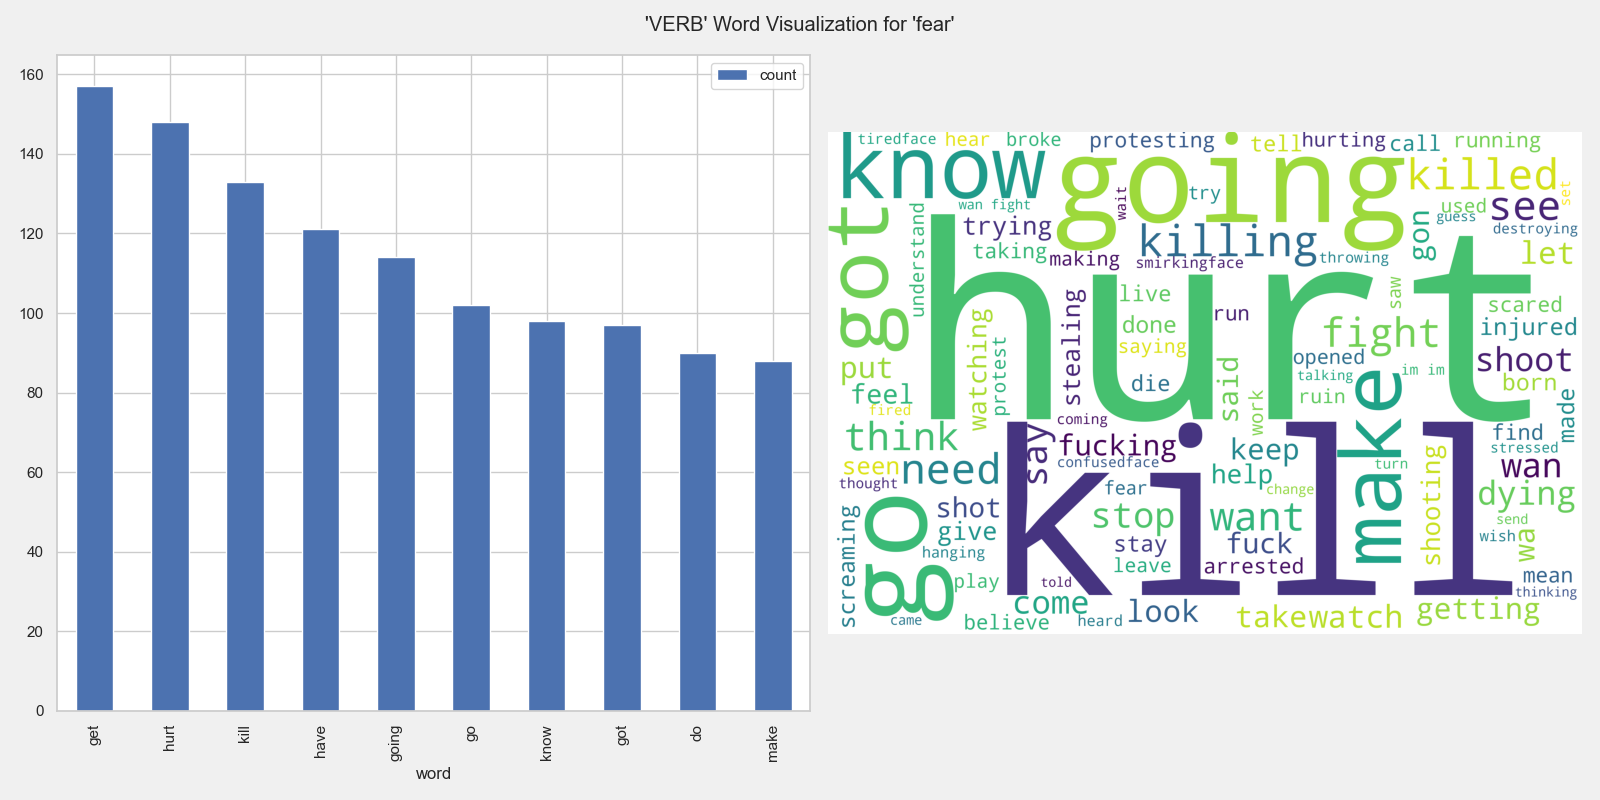 'VERB' Word Visualization for 'fear'
160
140
120
100
80
60
40
20
0
count
get
hurt
kill
have
going
go
know
got
do
make
word
tiredface
hear
broke
protesting
tell
hurting
call
running
know
going
killed
set
wait
try
wan fight
used
see
guess
destroying
got
understand
trying
killing
gon
let
taking
making
smirkingface
throwing
hurt
live
saw
scared
stealing
run
done
fight
injured
watching
saying
opened
shoot
put
protest
die
said
talking
im im
born
feel
fired
ruin
make
made
work
coming
think
say
fucking
keep
find
stressed
seen
need
confusedface
help
turn
wan
thought
kill
fear
change
shooting
dying
go
shot
stop
want
send
screaming
give
stay
fuck
wish
wa
hanging
leave
arrested
play
told
mean
thinking
come
came
believe
heard
look
takewatch
getting